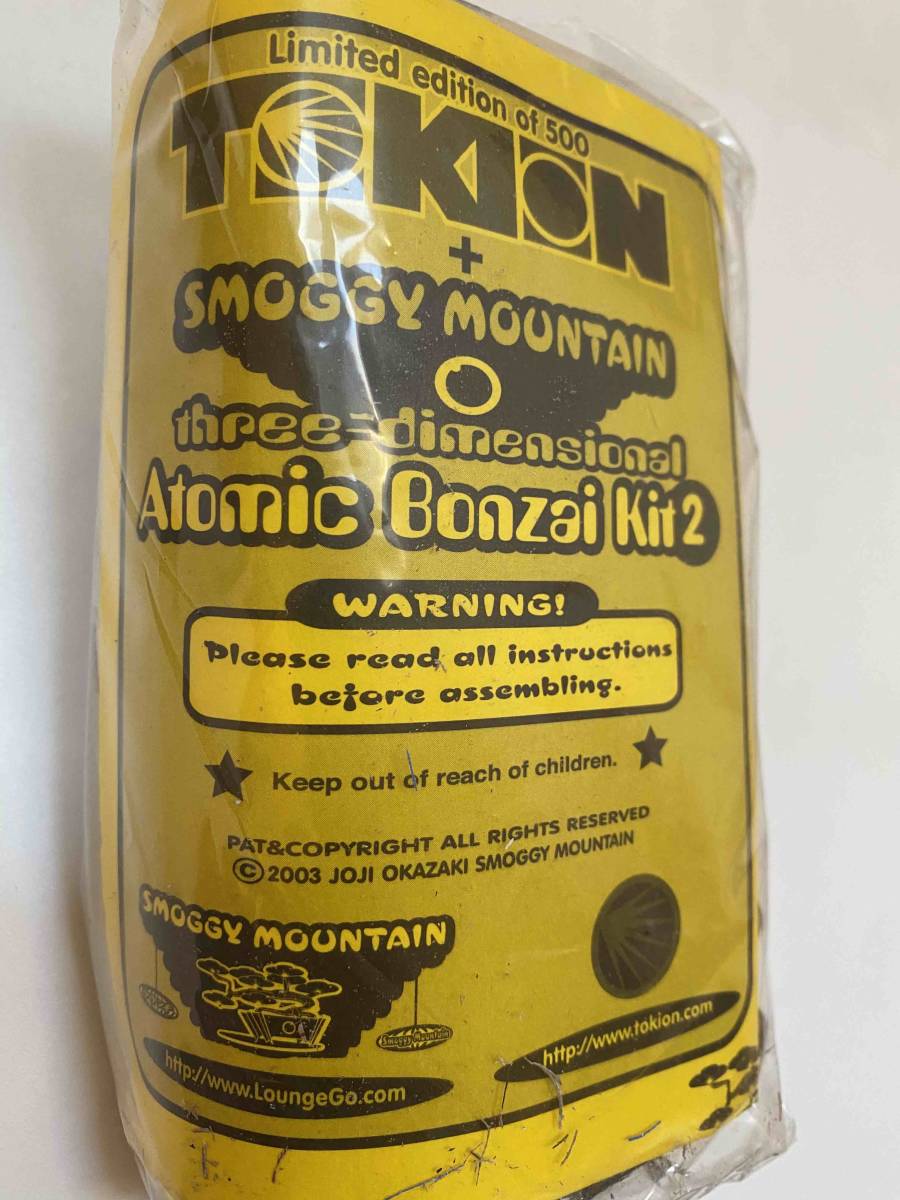 Limited edition of 500
TOKION
+
SMOGGY MOUNTAIN
three-dimensional
Atomic Bonzai Kit 2
WARNING!
Please read all instructions
before assembling.
Keep out of reach of children.
PAT&COPYRIGHT ALL RIGHTS RESERVED
© 2003 JOJI OKAZAKI SMOGGY MOUNTAIN
SMOGGY MOUNTAIN
Smoggy Mountain
http://www.LoungeGo.com
http://www.tokion.com